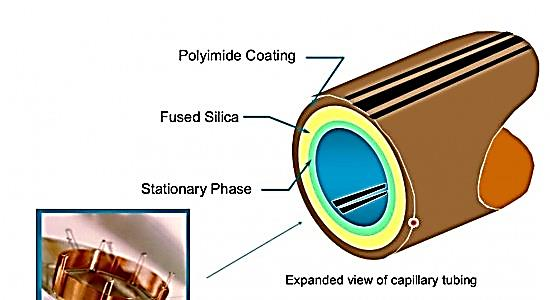 Polyimide Coating
Fused Silica
Stationary Phase
Expanded view of capillary tubing